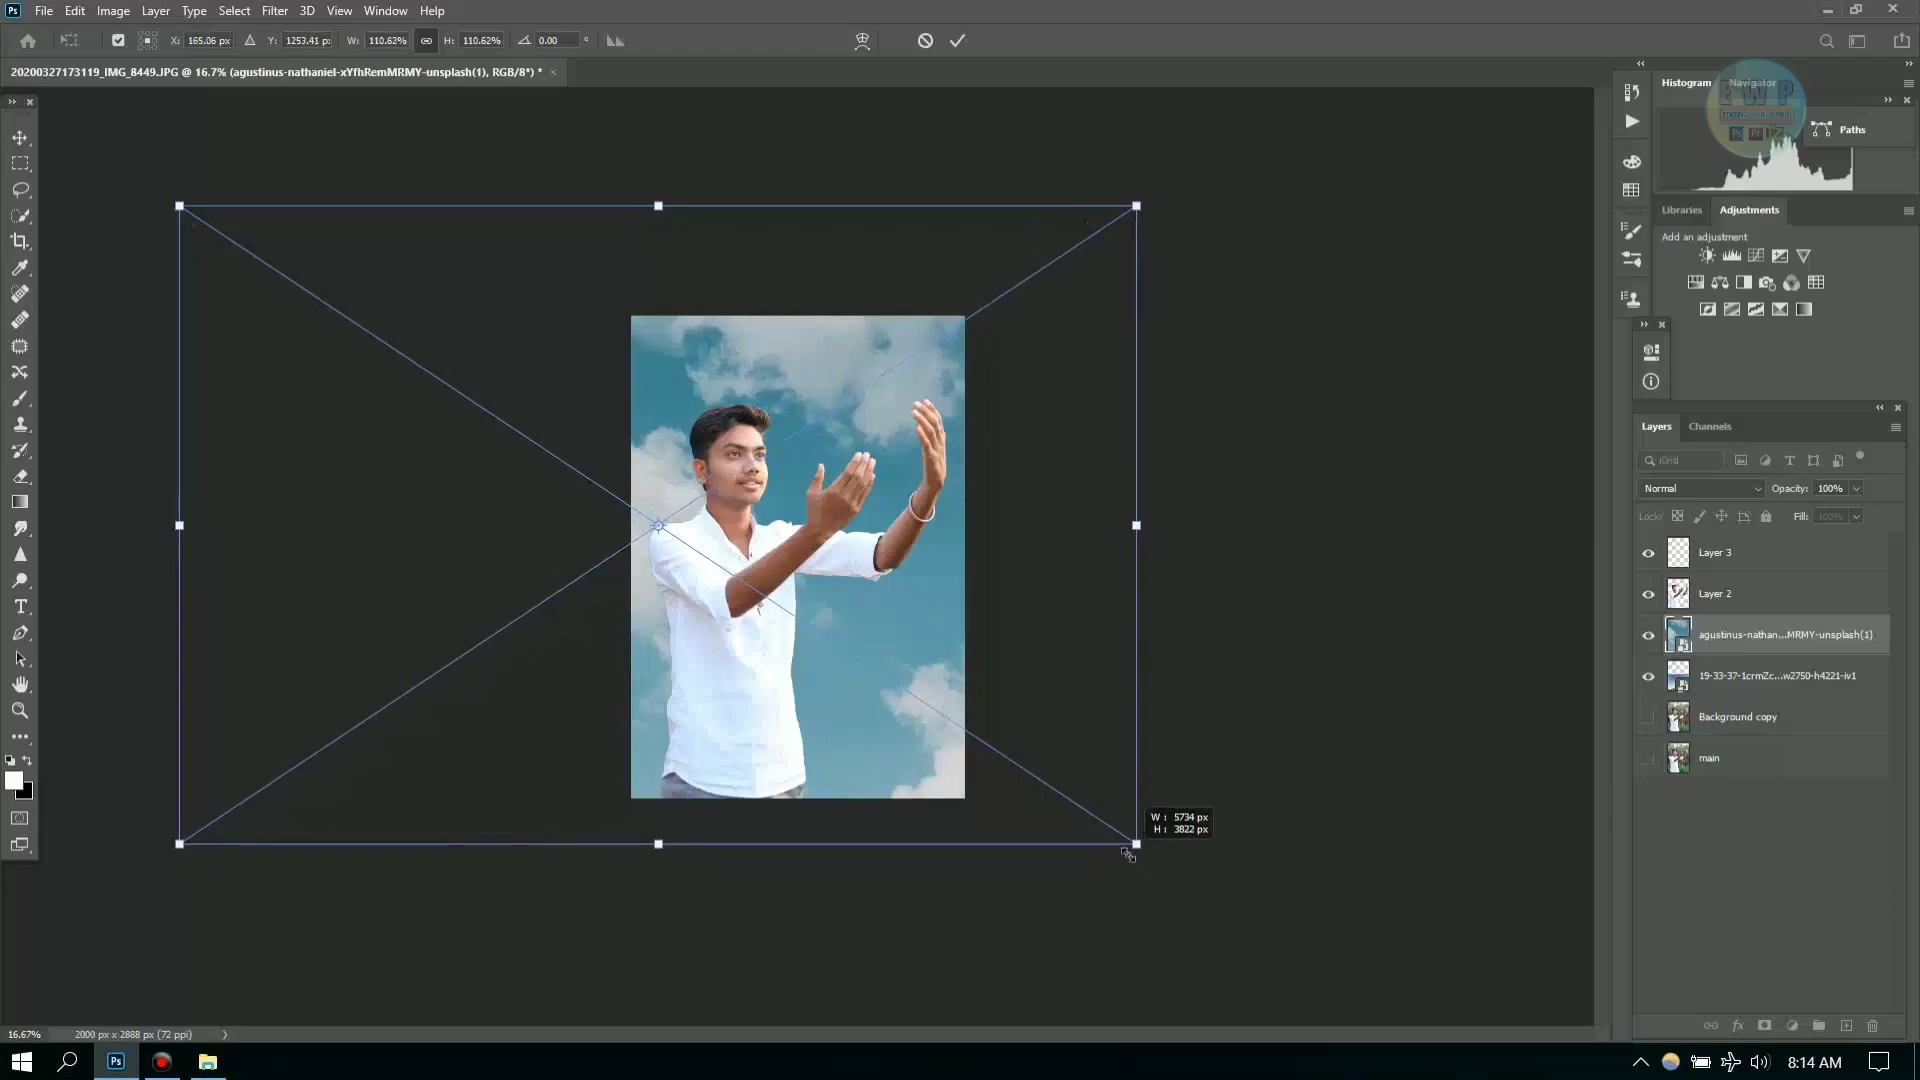 Ps File Edit Image Layer Type Select Filter 3D View Window Help
X: 165.06 px Y: 1253.41 p: W: 110.62% H: 110.62% 0.00 °
20200327173119_IMG_8449.JPG @ 16.7% (agustinus-nathaniel-xYfhRemMRMY-unsplash(1), RGB/8*) * ×
Histogram Navigator
E W P
Ps Pr
Paths
Libraries Adjustments
Add an adjustment
Layers Channels
Kind
Normal Opacity: 100%
Lock: Fill: 100%
Layer 3
Layer 2
agustinus-nathan...MRMY-unsplash(1)
19-33-37-1crmZc...w2750-h4221-iv1
Background copy
main
W : 5734 px
H : 3822 px
16.67% 2000 px x 2888 px (72 ppi)
Ps 8:14 AM